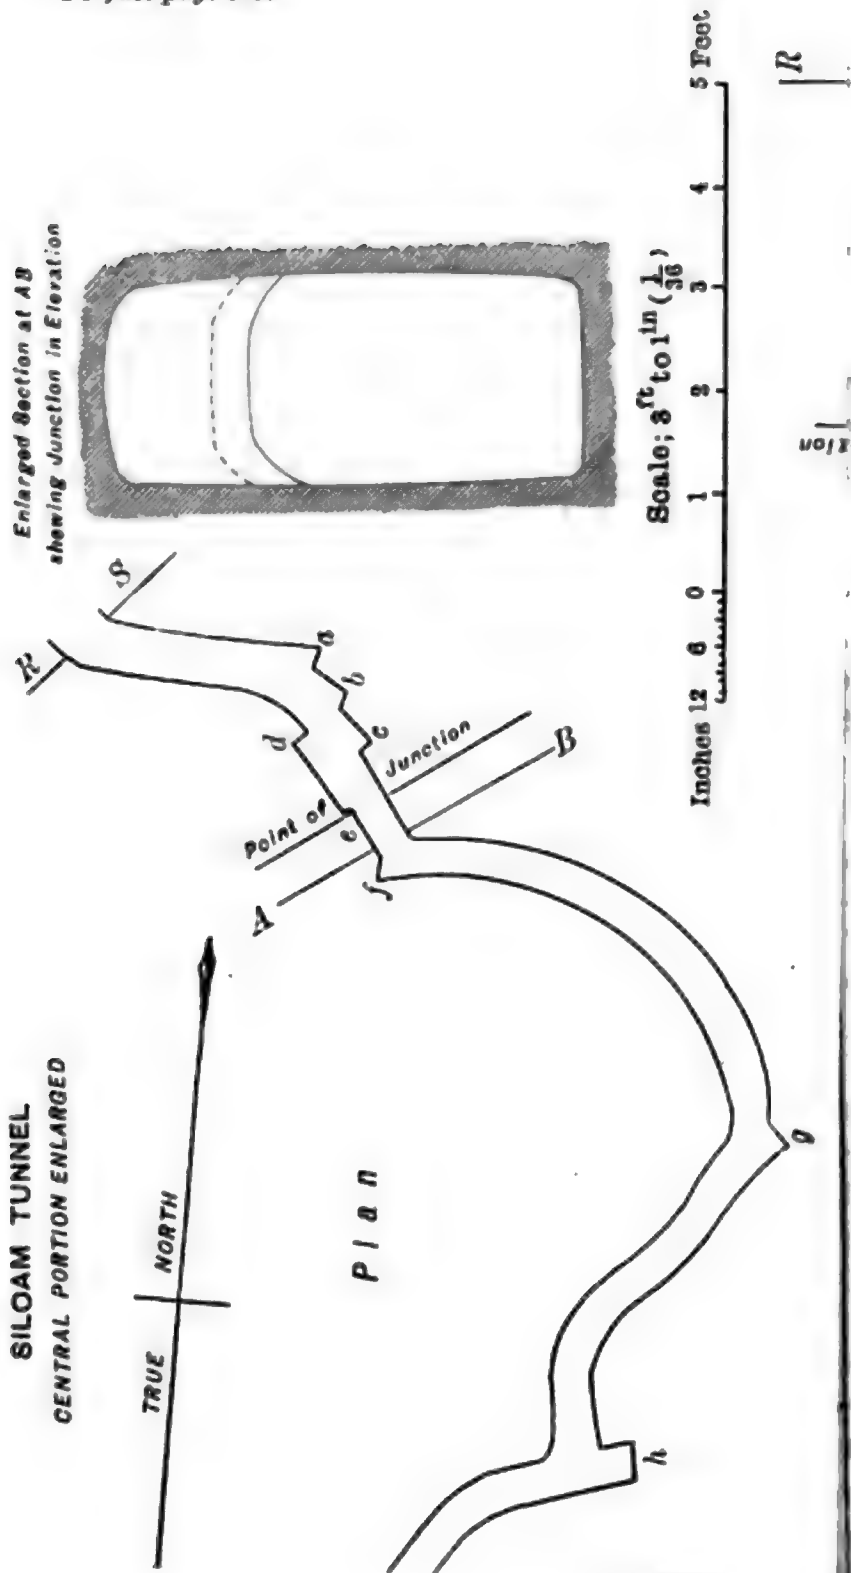 SILOAM TUNNEL
CENTRAL PORTION ENLARGED
TRUE NORTH
Plan
Enlarged Section at AB
showing Junction in Elevation
R
S
a
b
c
d
Point of
Junction
e
f
A
B
g
h
Scale; 3ft to 1in (1/36)
Inches 12 6 0 1 2 3 4 5 Feet
R